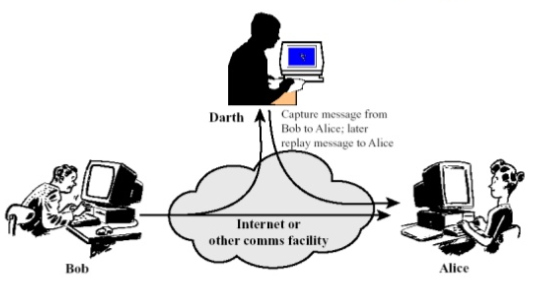 Darth
Capture message from
Bob to Alice; later
replay message to Alice
Internet or
other comms facility
Bob
Alice